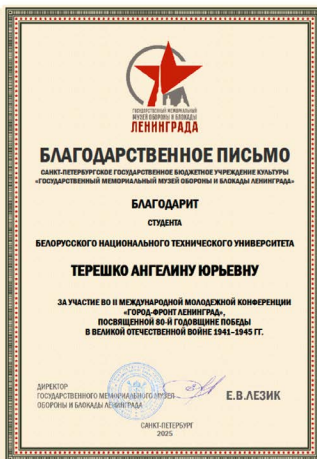 ГОСУДАРСТВЕННЫЙ МЕМОРИАЛЬНЫЙ
МУЗЕЙ ОБОРОНЫ И БЛОКАДЫ
ЛЕНИНГРАДА
БЛАГОДАРСТВЕННОЕ ПИСЬМО
САНКТ-ПЕТЕРБУРГСКОЕ ГОСУДАРСТВЕННОЕ БЮДЖЕТНОЕ УЧРЕЖДЕНИЕ КУЛЬТУРЫ
«ГОСУДАРСТВЕННЫЙ МЕМОРИАЛЬНЫЙ МУЗЕЙ ОБОРОНЫ И БЛОКАДЫ ЛЕНИНГРАДА»
БЛАГОДАРИТ
СТУДЕНТА
БЕЛОРУССКОГО НАЦИОНАЛЬНОГО ТЕХНИЧЕСКОГО УНИВЕРСИТЕТА
ТЕРЕШКО АНГЕЛИНУ ЮРЬЕВНУ
ЗА УЧАСТИЕ ВО II МЕЖДУНАРОДНОЙ МОЛОДЕЖНОЙ КОНФЕРЕНЦИИ
«ГОРОД-ФРОНТ ЛЕНИНГРАД»,
ПОСВЯЩЕННОЙ 80-Й ГОДОВЩИНЕ ПОБЕДЫ
В ВЕЛИКОЙ ОТЕЧЕСТВЕННОЙ ВОЙНЕ 1941-1945 ГГ.
ДИРЕКТОР
ГОСУДАРСТВЕННОГО МЕМОРИАЛЬНОГО МУЗЕЯ
ОБОРОНЫ И БЛОКАДЫ ЛЕНИНГРАДА
Е.В.ЛЕЗИК
САНКТ-ПЕТЕРБУРГ
2025